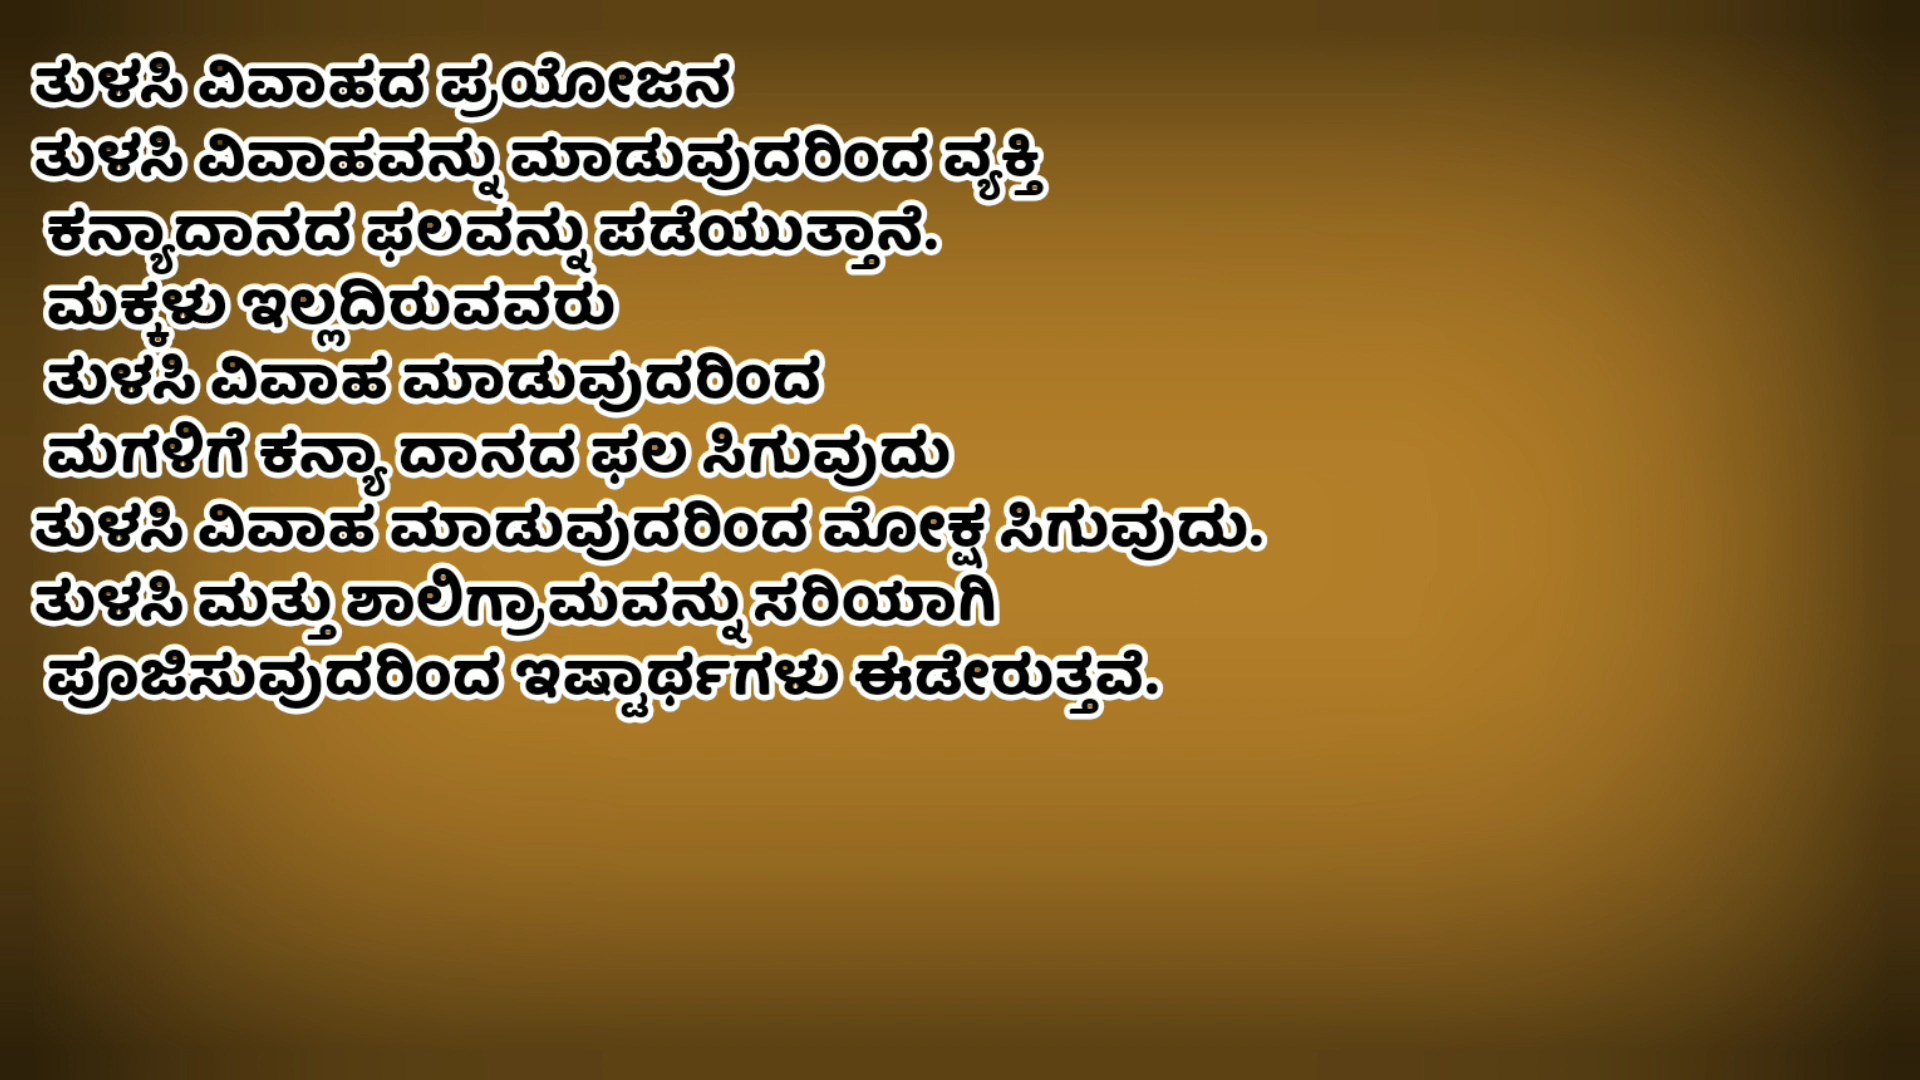 ತುಳಸಿ ವಿವಾಹದ ಪ್ರಯೋಜನ
ತುಳಸಿ ವಿವಾಹವನ್ನು ಮಾಡುವುದರಿಂದ ವ್ಯಕ್ತಿ
ಕನ್ಯಾದಾನದ ಫಲವನ್ನು ಪಡೆಯುತ್ತಾನೆ.
ಮಕ್ಕಳು ಇಲ್ಲದಿರುವವರು
ತುಳಸಿ ವಿವಾಹ ಮಾಡುವುದರಿಂದ
ಮಗಳಿಗೆ ಕನ್ಯಾ ದಾನದ ಫಲ ಸಿಗುವುದು
ತುಳಸಿ ವಿವಾಹ ಮಾಡುವುದರಿಂದ ಮೋಕ್ಷ ಸಿಗುವುದು.
ತುಳಸಿ ಮತ್ತು ಶಾಲಿಗ್ರಾಮವನ್ನು ಸರಿಯಾಗಿ
ಪೂಜಿಸುವುದರಿಂದ ಇಷ್ಟಾರ್ಥಗಳು ಈಡೇರುತ್ತವೆ.